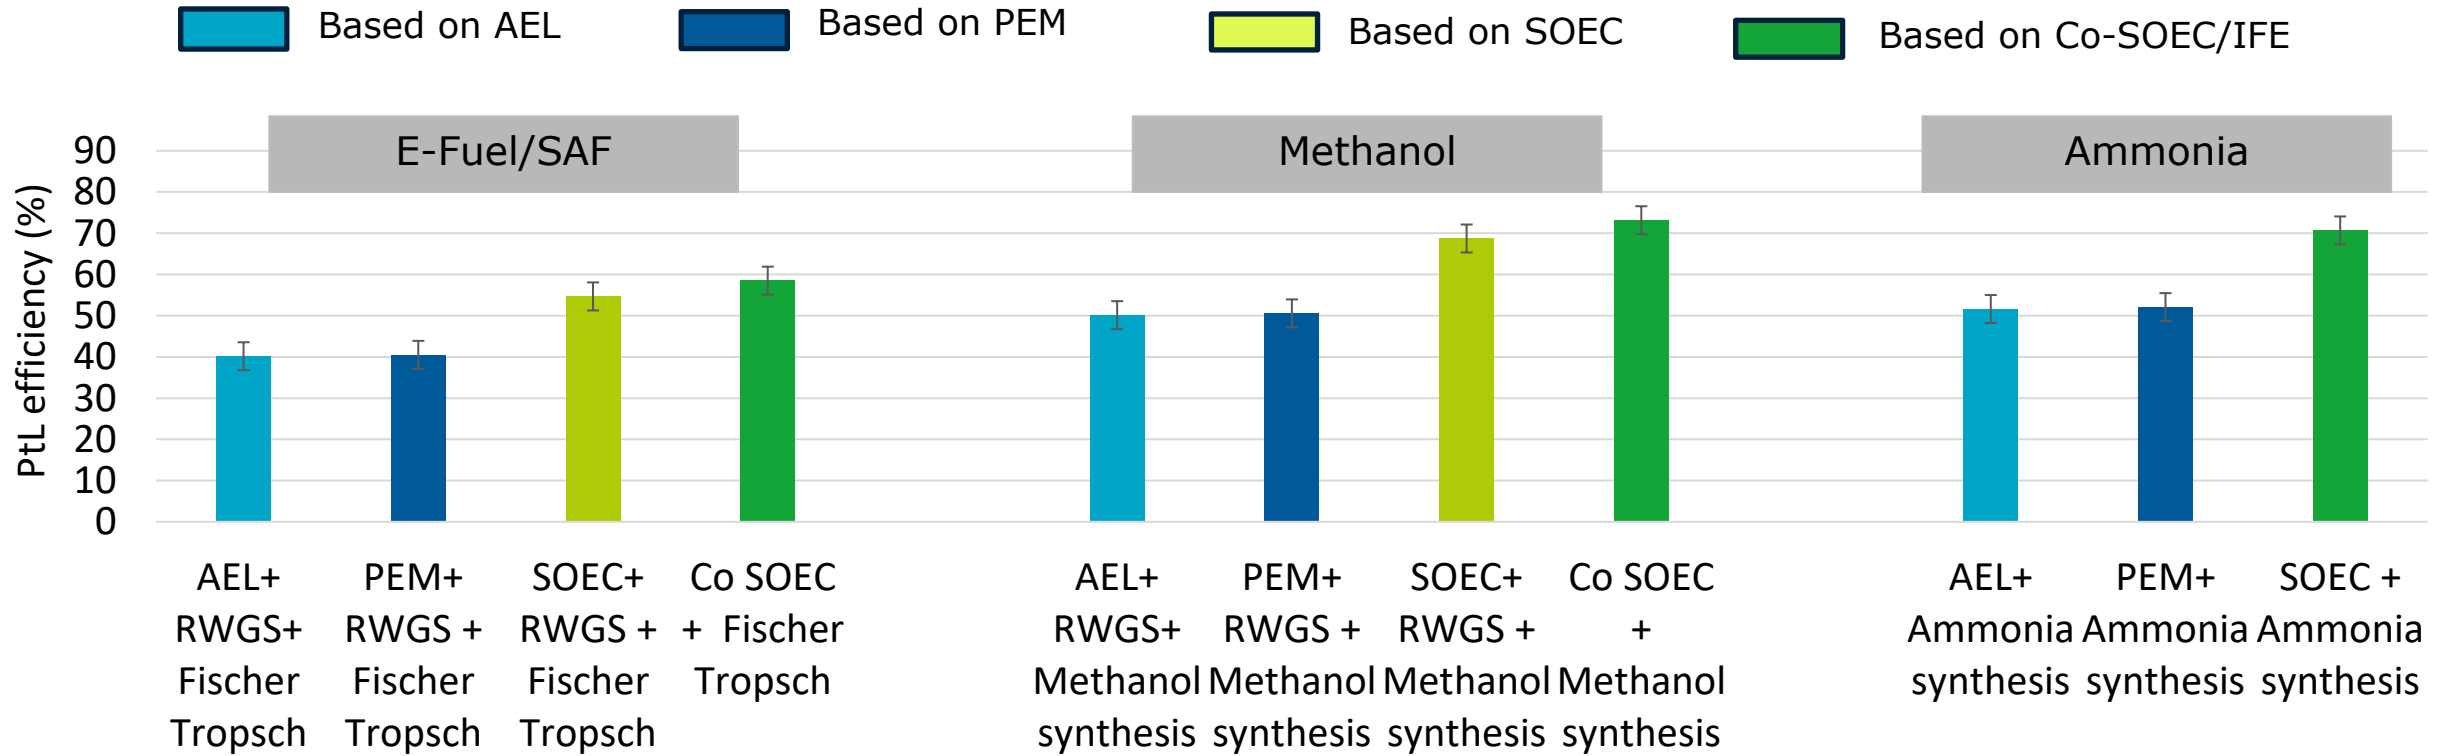 Based on AEL
Based on PEM
Based on SOEC
Based on Co-SOEC/IFE
E-Fuel/SAF
Methanol
Ammonia
PtL efficiency (%)
90
80
70
60
50
40
30
20
10
0
AEL+
RWGS+
Fischer
Tropsch
PEM+
RWGS +
Fischer
Tropsch
SOEC+
RWGS +
Fischer
Tropsch
Co SOEC
+ Fischer
Tropsch
AEL+
RWGS+
Methanol
synthesis
PEM+
RWGS +
Methanol
synthesis
SOEC+
RWGS +
Methanol
synthesis
Co SOEC
+
Methanol
synthesis
AEL+
Ammonia
synthesis
PEM+
Ammonia
synthesis
SOEC +
Ammonia
synthesis